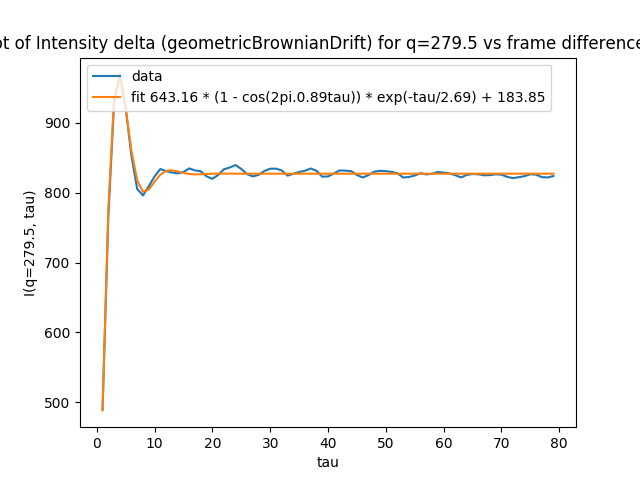 ot of Intensity delta (geometricBrownianDrift) for q=279.5 vs frame difference
data
fit 643.16 * (1 - cos(2pi.0.89tau)) * exp(-tau/2.69) + 183.85
900
800
700
600
500
I(q=279.5, tau)
0 10 20 30 40 50 60 70 80
tau